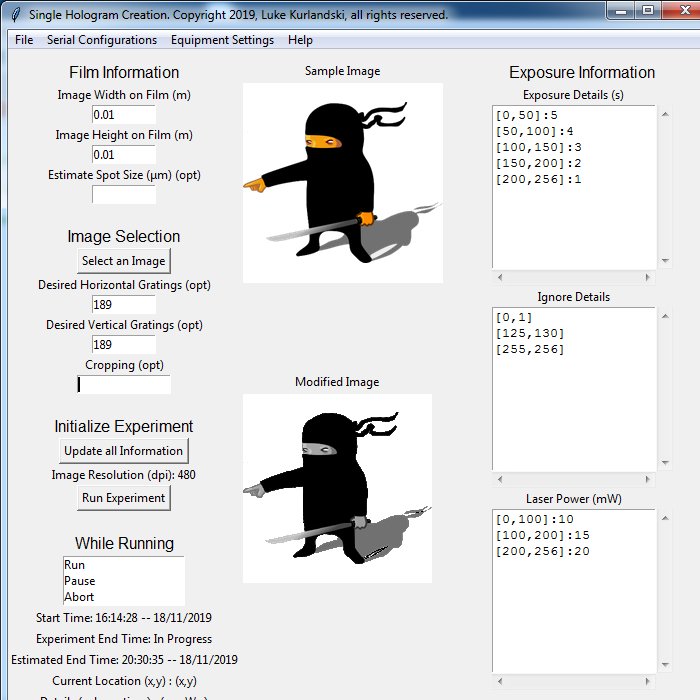 Single Hologram Creation. Copyright 2019, Luke Kurlandski, all rights reserved.
File Serial Configurations Equipment Settings Help
Film Information
Image Width on Film (m)
0.01
Image Height on Film (m)
0.01
Estimate Spot Size (μm) (opt)
Image Selection
Select an Image
Desired Horizontal Gratings (opt)
189
Desired Vertical Gratings (opt)
189
Cropping (opt)
Initialize Experiment
Update all Information
Image Resolution (dpi): 480
Run Experiment
While Running
Run
Pause
Abort
Start Time: 16:14:28 -- 18/11/2019
Experiment End Time: In Progress
Estimated End Time: 20:30:35 -- 18/11/2019
Current Location (x,y) : (x,y)
Sample Image
Modified Image
Exposure Information
Exposure Details (s)
[0,50]:5
[50,100]:4
[100,150]:3
[150,200]:2
[200,256]:1
Ignore Details
[0,1]
[125,130]
[255,256]
Laser Power (mW)
[0,100]:10
[100,200]:15
[200,256]:20